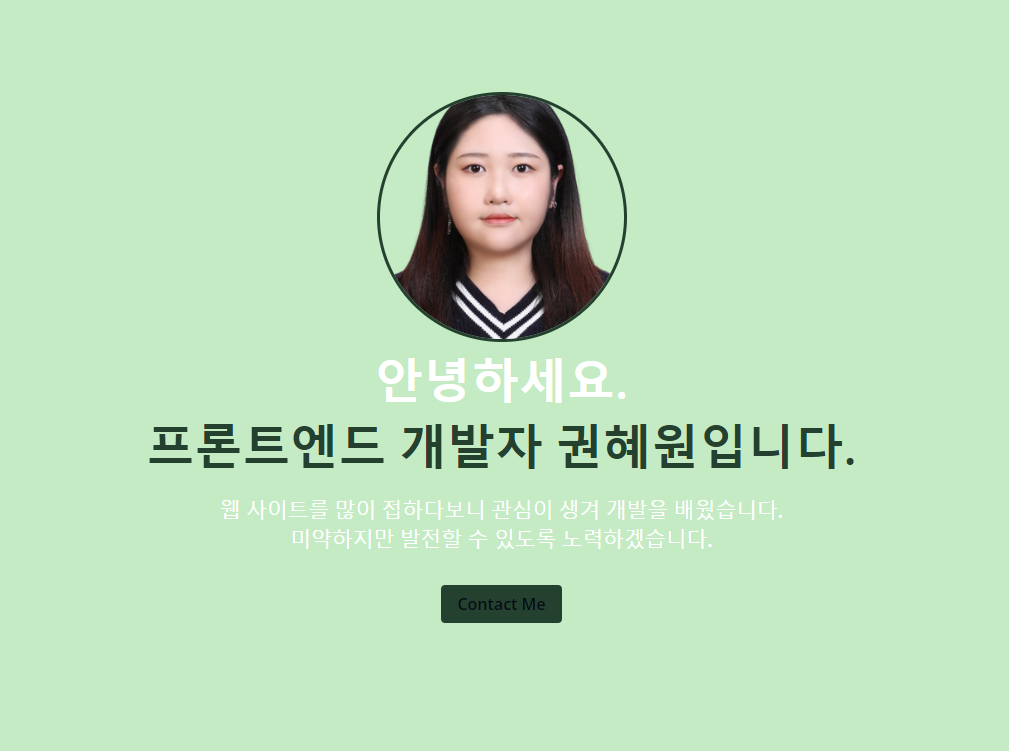 안녕하세요.
프론트엔드 개발자 권혜원입니다.
웹 사이트를 많이 접하다보니 관심이 생겨 개발을 배웠습니다.
미약하지만 발전할 수 있도록 노력하겠습니다.
Contact Me